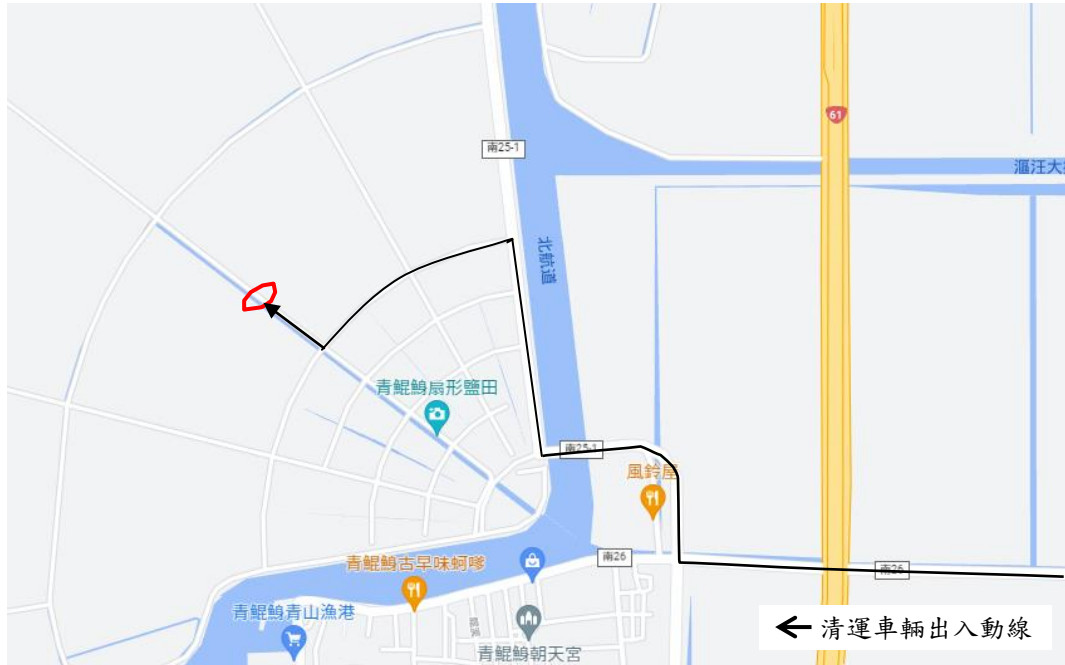 61
南25-1
漚汪大
北航道
青鯤鯓扇形鹽田
南25-1
風鈴屋
南26
南26
青鯤鯓古早味蚵嗲
青鯤鯓青山漁港
青鯤鯓朝天宮
清運車輛出入動線